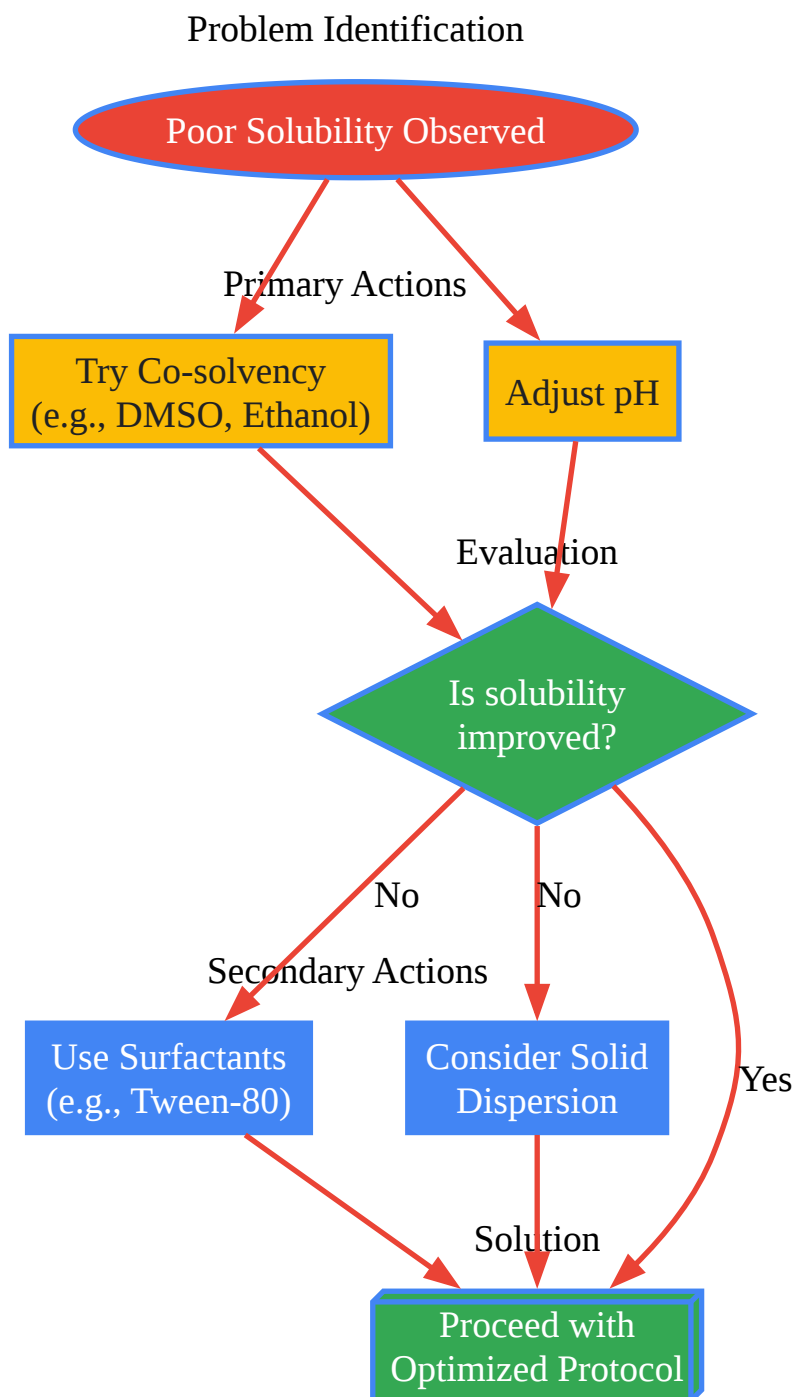 Problem Identification
Poor Solubility Observed
Primary Actions
Try Co-solvency
(e.g., DMSO, Ethanol)
Adjust pH
Evaluation
Is solubility
improved?
No
No
Secondary Actions
Use Surfactants
(e.g., Tween-80)
Consider Solid
Dispersion
Yes
Solution
Proceed with
Optimized Protocol